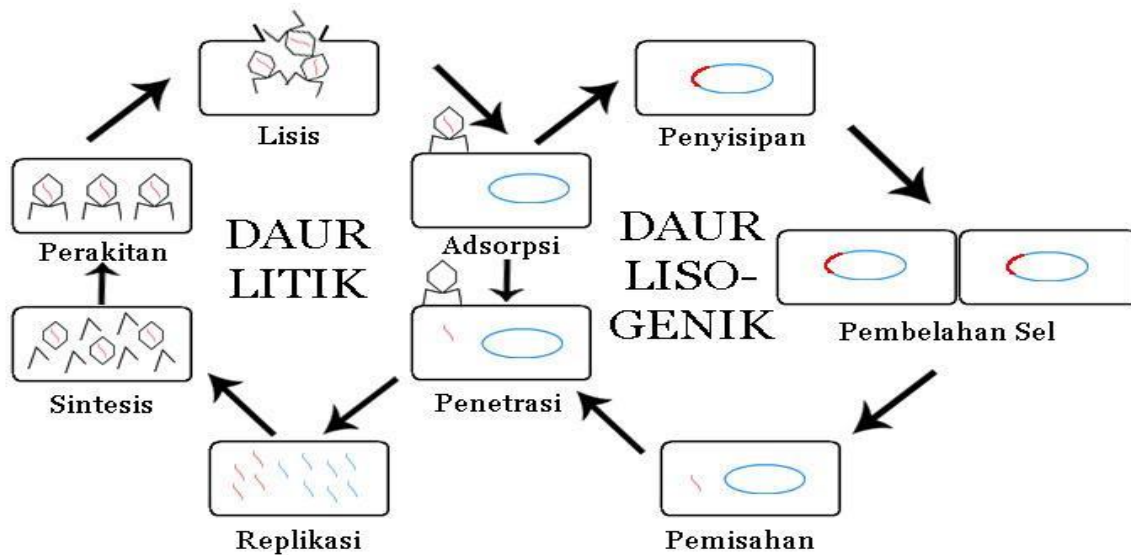 Lisis
Penyisipan
Perakitan
DAUR
LITIK
Adsorpsi
DAUR
LISO-
GENIK
Pembelahan Sel
Sintesis
Penetrasi
Replikasi
Pemisahan